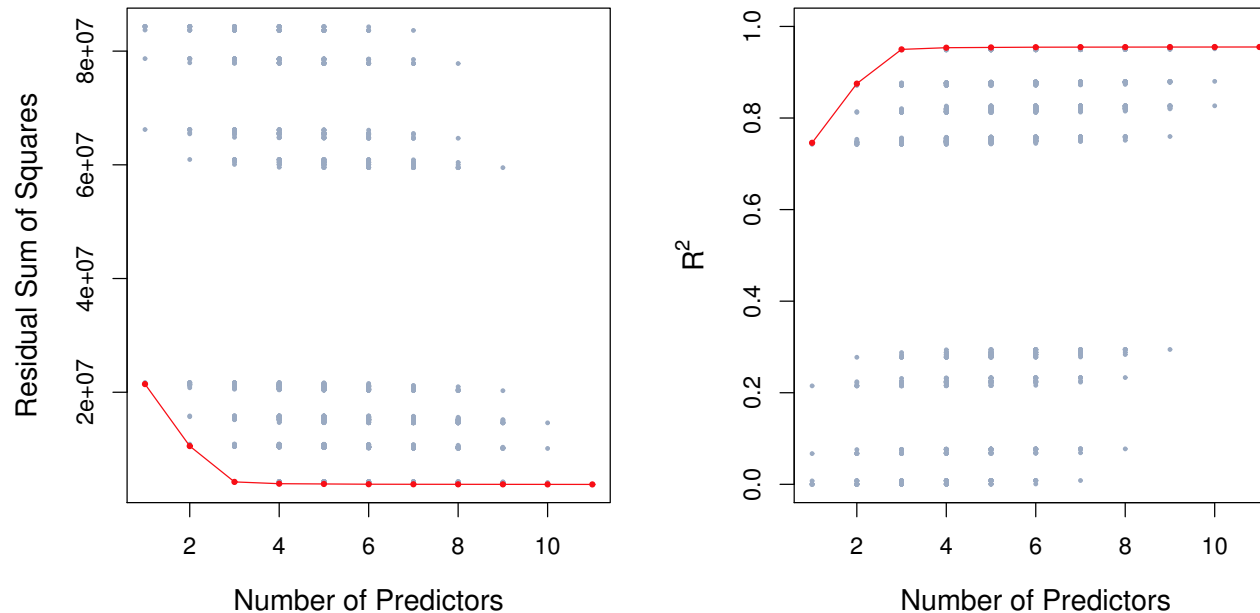 Residual Sum of Squares
2e+07
4e+07
6e+07
8e+07
2
4
6
8
10
Number of Predictors
R²
0.0
0.2
0.4
0.6
0.8
1.0
2
4
6
8
10
Number of Predictors